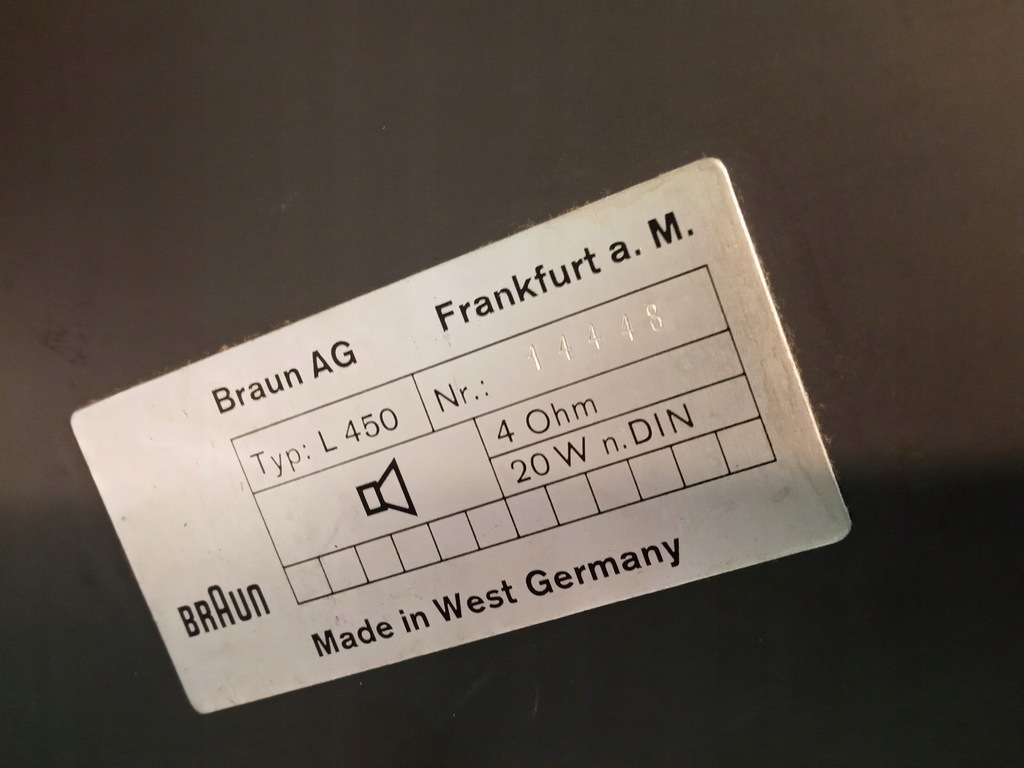 Braun AG Frankfurt a. M.
Typ: L 450 Nr.: 14448
4 Ohm
20 W n. DIN
BRAUN
Made in West Germany